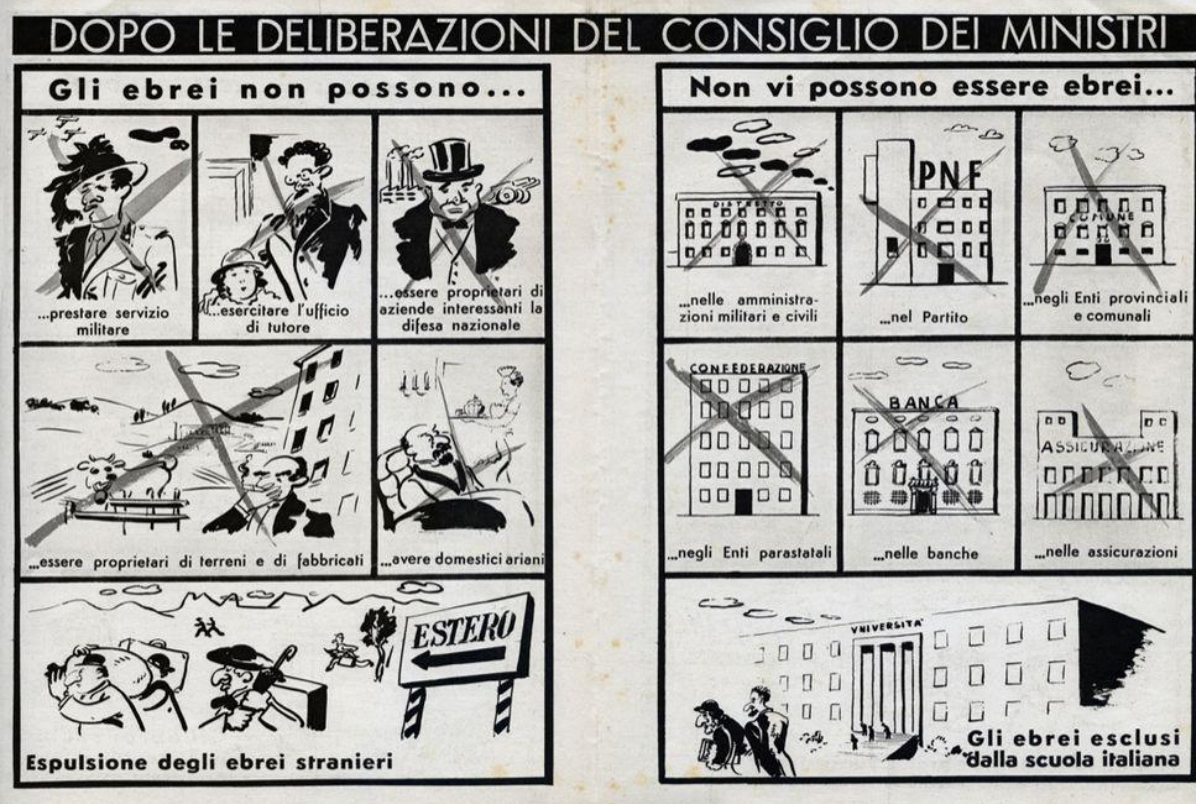 DOPO LE DELIBERAZIONI DEL CONSIGLIO DEI MINISTRI
Gli ebrei non possono...
...prestare servizio
militare
...esercitare l'ufficio
di tutore
...essere proprietari di
aziende interessanti la
difesa nazionale
...essere proprietari di terreni e di fabbricati
...avere domestici ariani
ESTERO
Espulsione degli ebrei stranieri
Non vi possono essere ebrei...
DISTRETTO
...nelle amministra-
zioni militari e civili
PNF
...nel Partito
COMUNE
...negli Enti provinciali
e comunali
CONFEDERAZIONE
...negli Enti parastatali
BANCA
...nelle banche
ASSICURAZIONE
...nelle assicurazioni
VNIVERSITA'
Gli ebrei esclusi
dalla scuola italiana